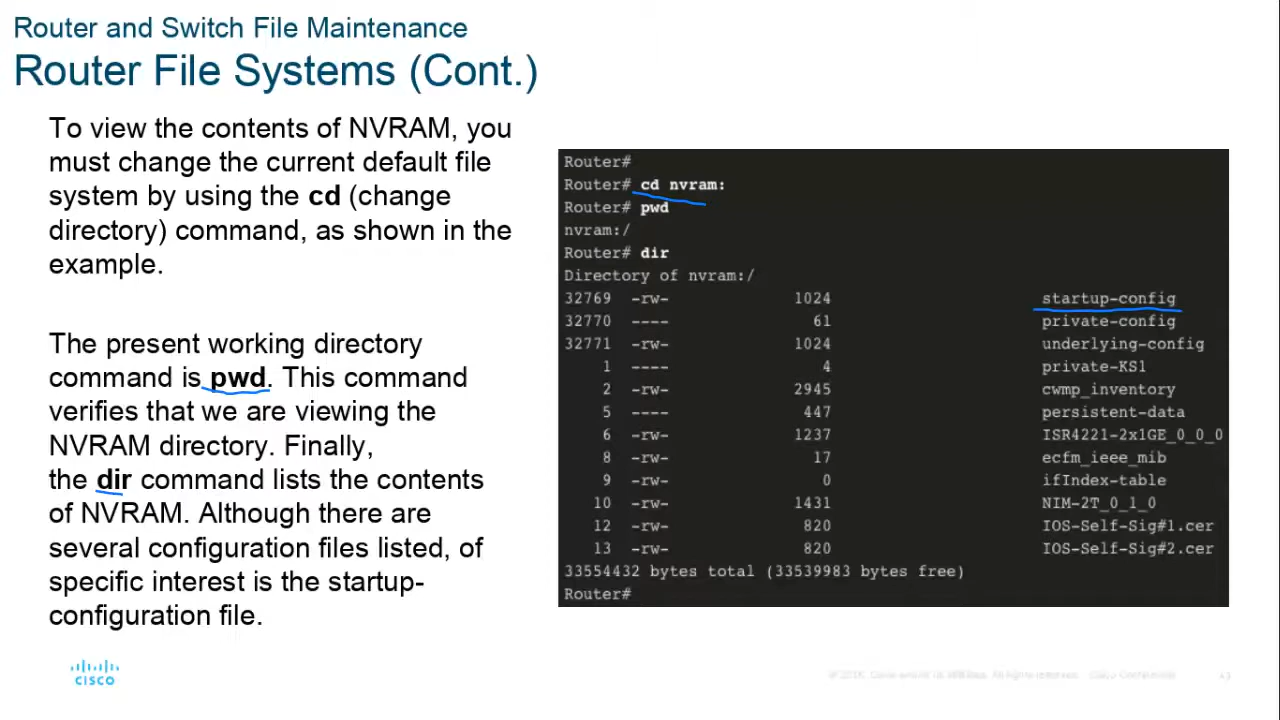 Router and Switch File Maintenance
Router File Systems (Cont.)
To view the contents of NVRAM, you
must change the current default file
system by using the cd (change
directory) command, as shown in the
example.
The present working directory
command is pwd. This command
verifies that we are viewing the
NVRAM directory. Finally,
the dir command lists the contents
of NVRAM. Although there are
several configuration files listed, of
specific interest is the startup-
configuration file.
Router#
Router# cd nvram:
Router# pwd
nvram:/
Router# dir
Directory of nvram:/
32769 -rw- 1024 startup-config
32770 ---- 61 private-config
32771 -rw- 1024 underlying-config
1 ---- 4 private-KS1
2 -rw- 2945 cwmp_inventory
5 ---- 447 persistent-data
6 -rw- 1237 ISR4221-2x1GE_0_0_0
8 -rw- 17 ecfm_ieee_mib
9 -rw- 0 ifIndex-table
10 -rw- 1431 NIM-2T_0_1_0
12 -rw- 820 IOS-Self-Sig#1.cer
13 -rw- 820 IOS-Self-Sig#2.cer
33554432 bytes total (33539983 bytes free)
Router#
CISCO
All rights reserved. Cisco Confidential